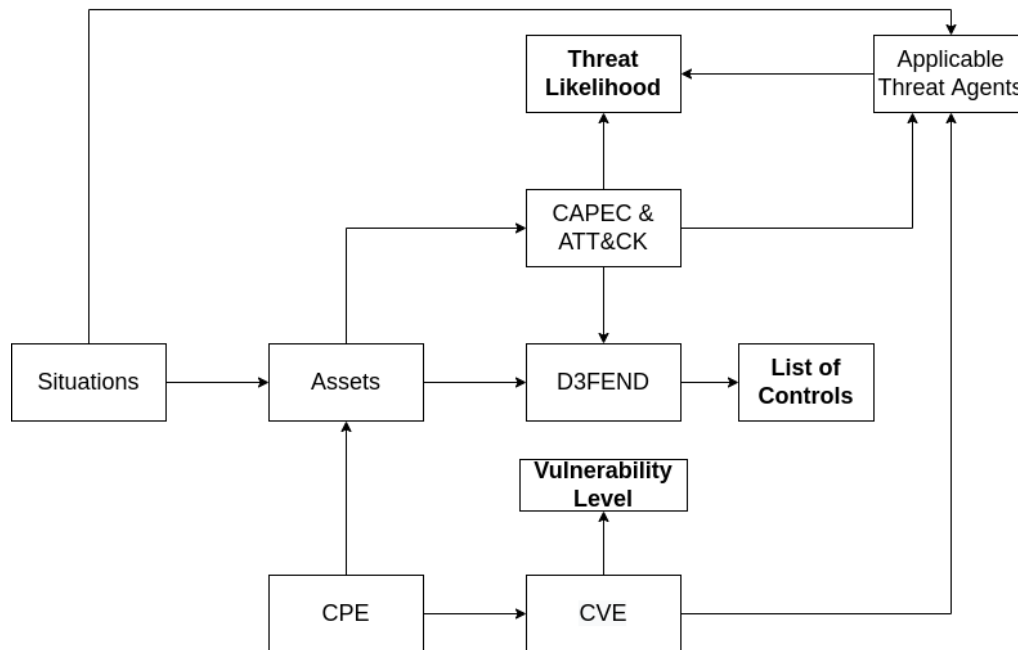 Threat
Likelihood
Applicable
Threat Agents
CAPEC &
ATT&CK
Situations
Assets
D3FEND
List of
Controls
Vulnerability
Level
CPE
CVE